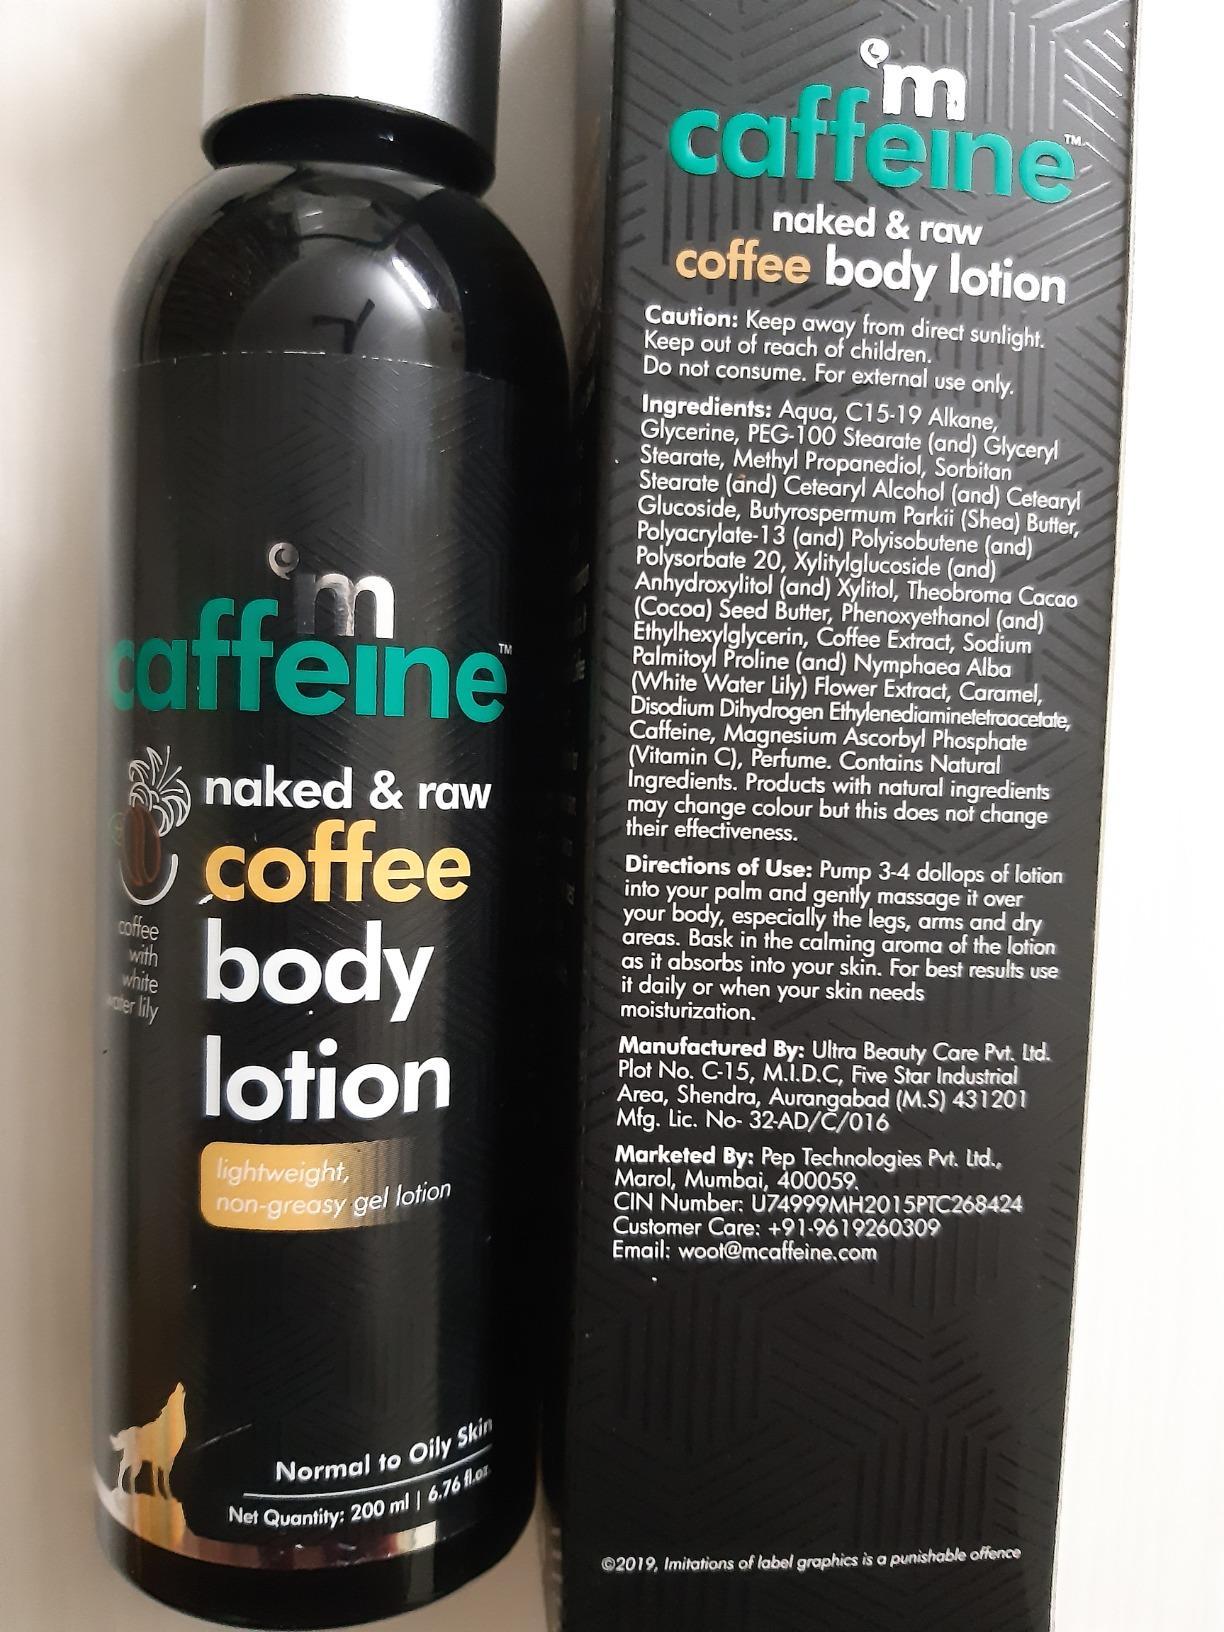 'm
caffeine™
naked & raw
coffee
body
lotion
coffee
with
white
water lily
lightweight,
non-greasy gel lotion
Normal to Oily Skin
Net Quantity: 200 ml | 6.76 fl.oz.
'm
caffeine™
naked & raw
coffee body lotion
Caution: Keep away from direct sunlight.
Keep out of reach of children.
Do not consume. For external use only.
Ingredients: Aqua, C15-19 Alkane,
Glycerine, PEG-100 Stearate (and) Glyceryl
Stearate, Methyl Propanediol, Sorbitan
Stearate (and) Cetearyl Alcohol (and) Cetearyl
Glucoside, Butyrospermum Parkii (Shea) Butter,
Polyacrylate-13 (and) Polyisobutene (and)
Polysorbate 20, Xylitylglucoside (and)
Anhydroxylitol (and) Xylitol, Theobroma Cacao
(Cocoa) Seed Butter, Phenoxyethanol (and)
Ethylhexylglycerin, Coffee Extract, Sodium
Palmitoyl Proline (and) Nymphaea Alba
(White Water Lily) Flower Extract, Caramel,
Disodium Dihydrogen Ethylenediaminetetraacetate,
Caffeine, Magnesium Ascorbyl Phosphate
(Vitamin C), Perfume. Contains Natural
Ingredients. Products with natural ingredients
may change colour but this does not change
their effectiveness.
Directions of Use: Pump 3-4 dollops of lotion
into your palm and gently massage it over
your body, especially the legs, arms and dry
areas. Bask in the calming aroma of the lotion
as it absorbs into your skin. For best results use
it daily or when your skin needs
moisturization.
Manufactured By: Ultra Beauty Care Pvt. Ltd.
Plot No. C-15, M.I.D.C, Five Star Industrial
Area, Shendra, Aurangabad (M.S) 431201
Mfg. Lic. No- 32-AD/C/016
Marketed By: Pep Technologies Pvt. Ltd.,
Marol, Mumbai, 400059.
CIN Number: U74999MH2015PTC268424
Customer Care: +91-9619260309
Email: woot@mcaffeine.com
©2019, Imitations of label graphics is a punishable offence